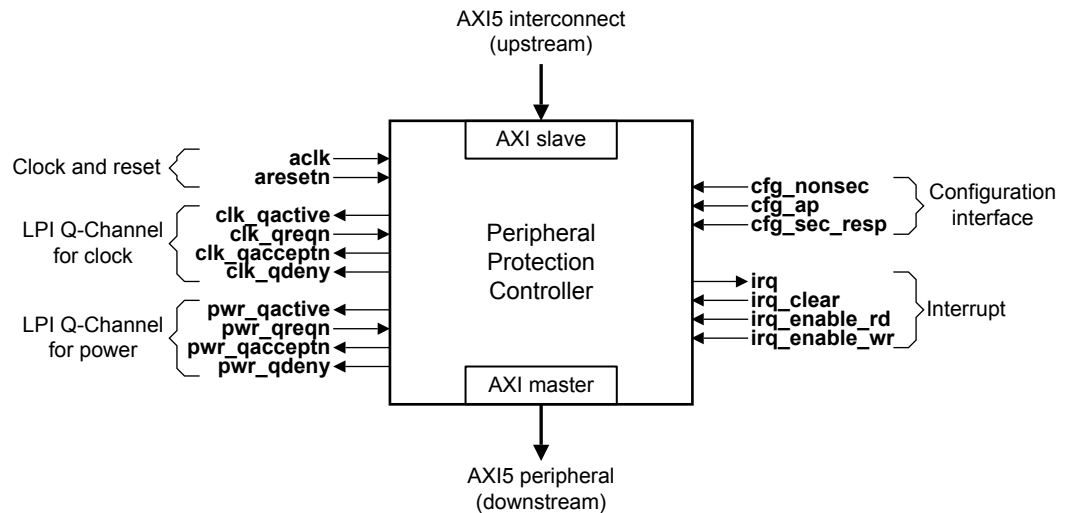 AXI5 interconnect
(upstream)
AXI slave
Clock and reset
aclk
aresetn
LPI Q-Channel
for clock
clk_qactive
clk_qreqn
clk_qacceptn
clk_qdeny
LPI Q-Channel
for power
pwr_qactive
pwr_qreqn
pwr_qacceptn
pwr_qdeny
Peripheral
Protection
Controller
cfg_nonsec
cfg_ap
cfg_sec_resp
Configuration
interface
irq
irq_clear
irq_enable_rd
irq_enable_wr
Interrupt
AXI master
AXI5 peripheral
(downstream)